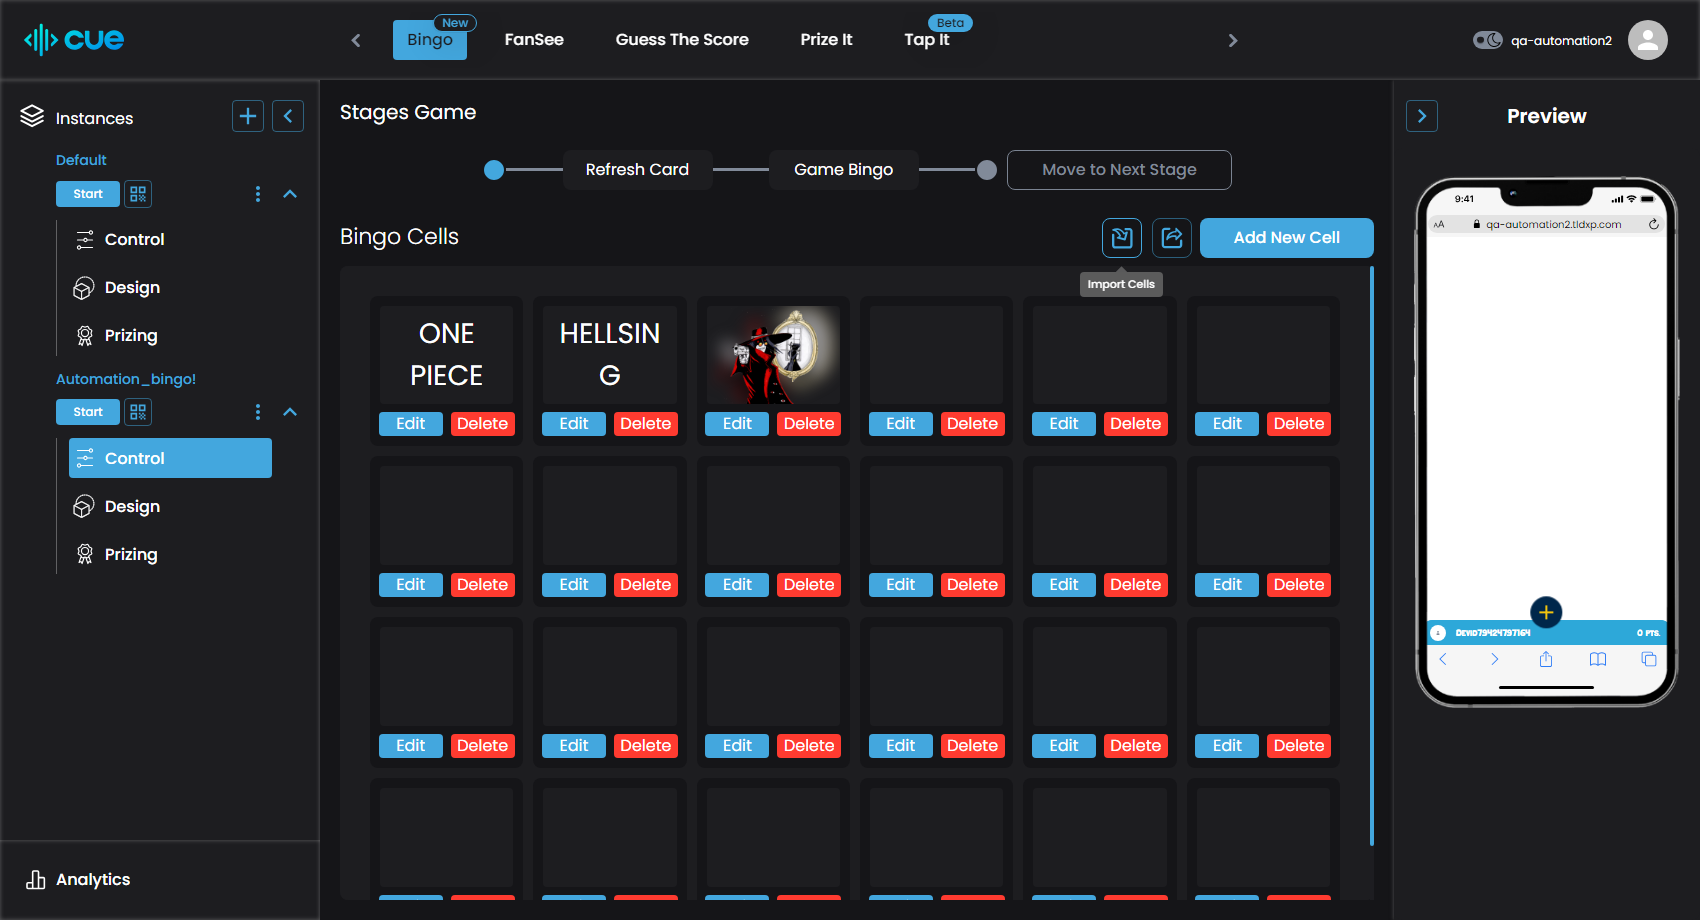 cue
Bingo
New
FanSee
Guess The Score
Prize It
Tap It
Beta
qa-automation2
Instances
Default
Start
Control
Design
Prizing
Automation_bingo!
Start
Control
Design
Prizing
Analytics
Stages Game
Refresh Card
Game Bingo
Move to Next Stage
Bingo Cells
Add New Cell
Import Cells
ONE
PIECE
HELLSIN
G
Edit Delete Edit Delete Edit Delete Edit Delete Edit Delete Edit Delete
Edit Delete Edit Delete Edit Delete Edit Delete Edit Delete Edit Delete
Edit Delete Edit Delete Edit Delete Edit Delete Edit Delete Edit Delete
Preview
9:41
AA qa-automation2.tldxp.com
DEVID79424797164 0 PTS.